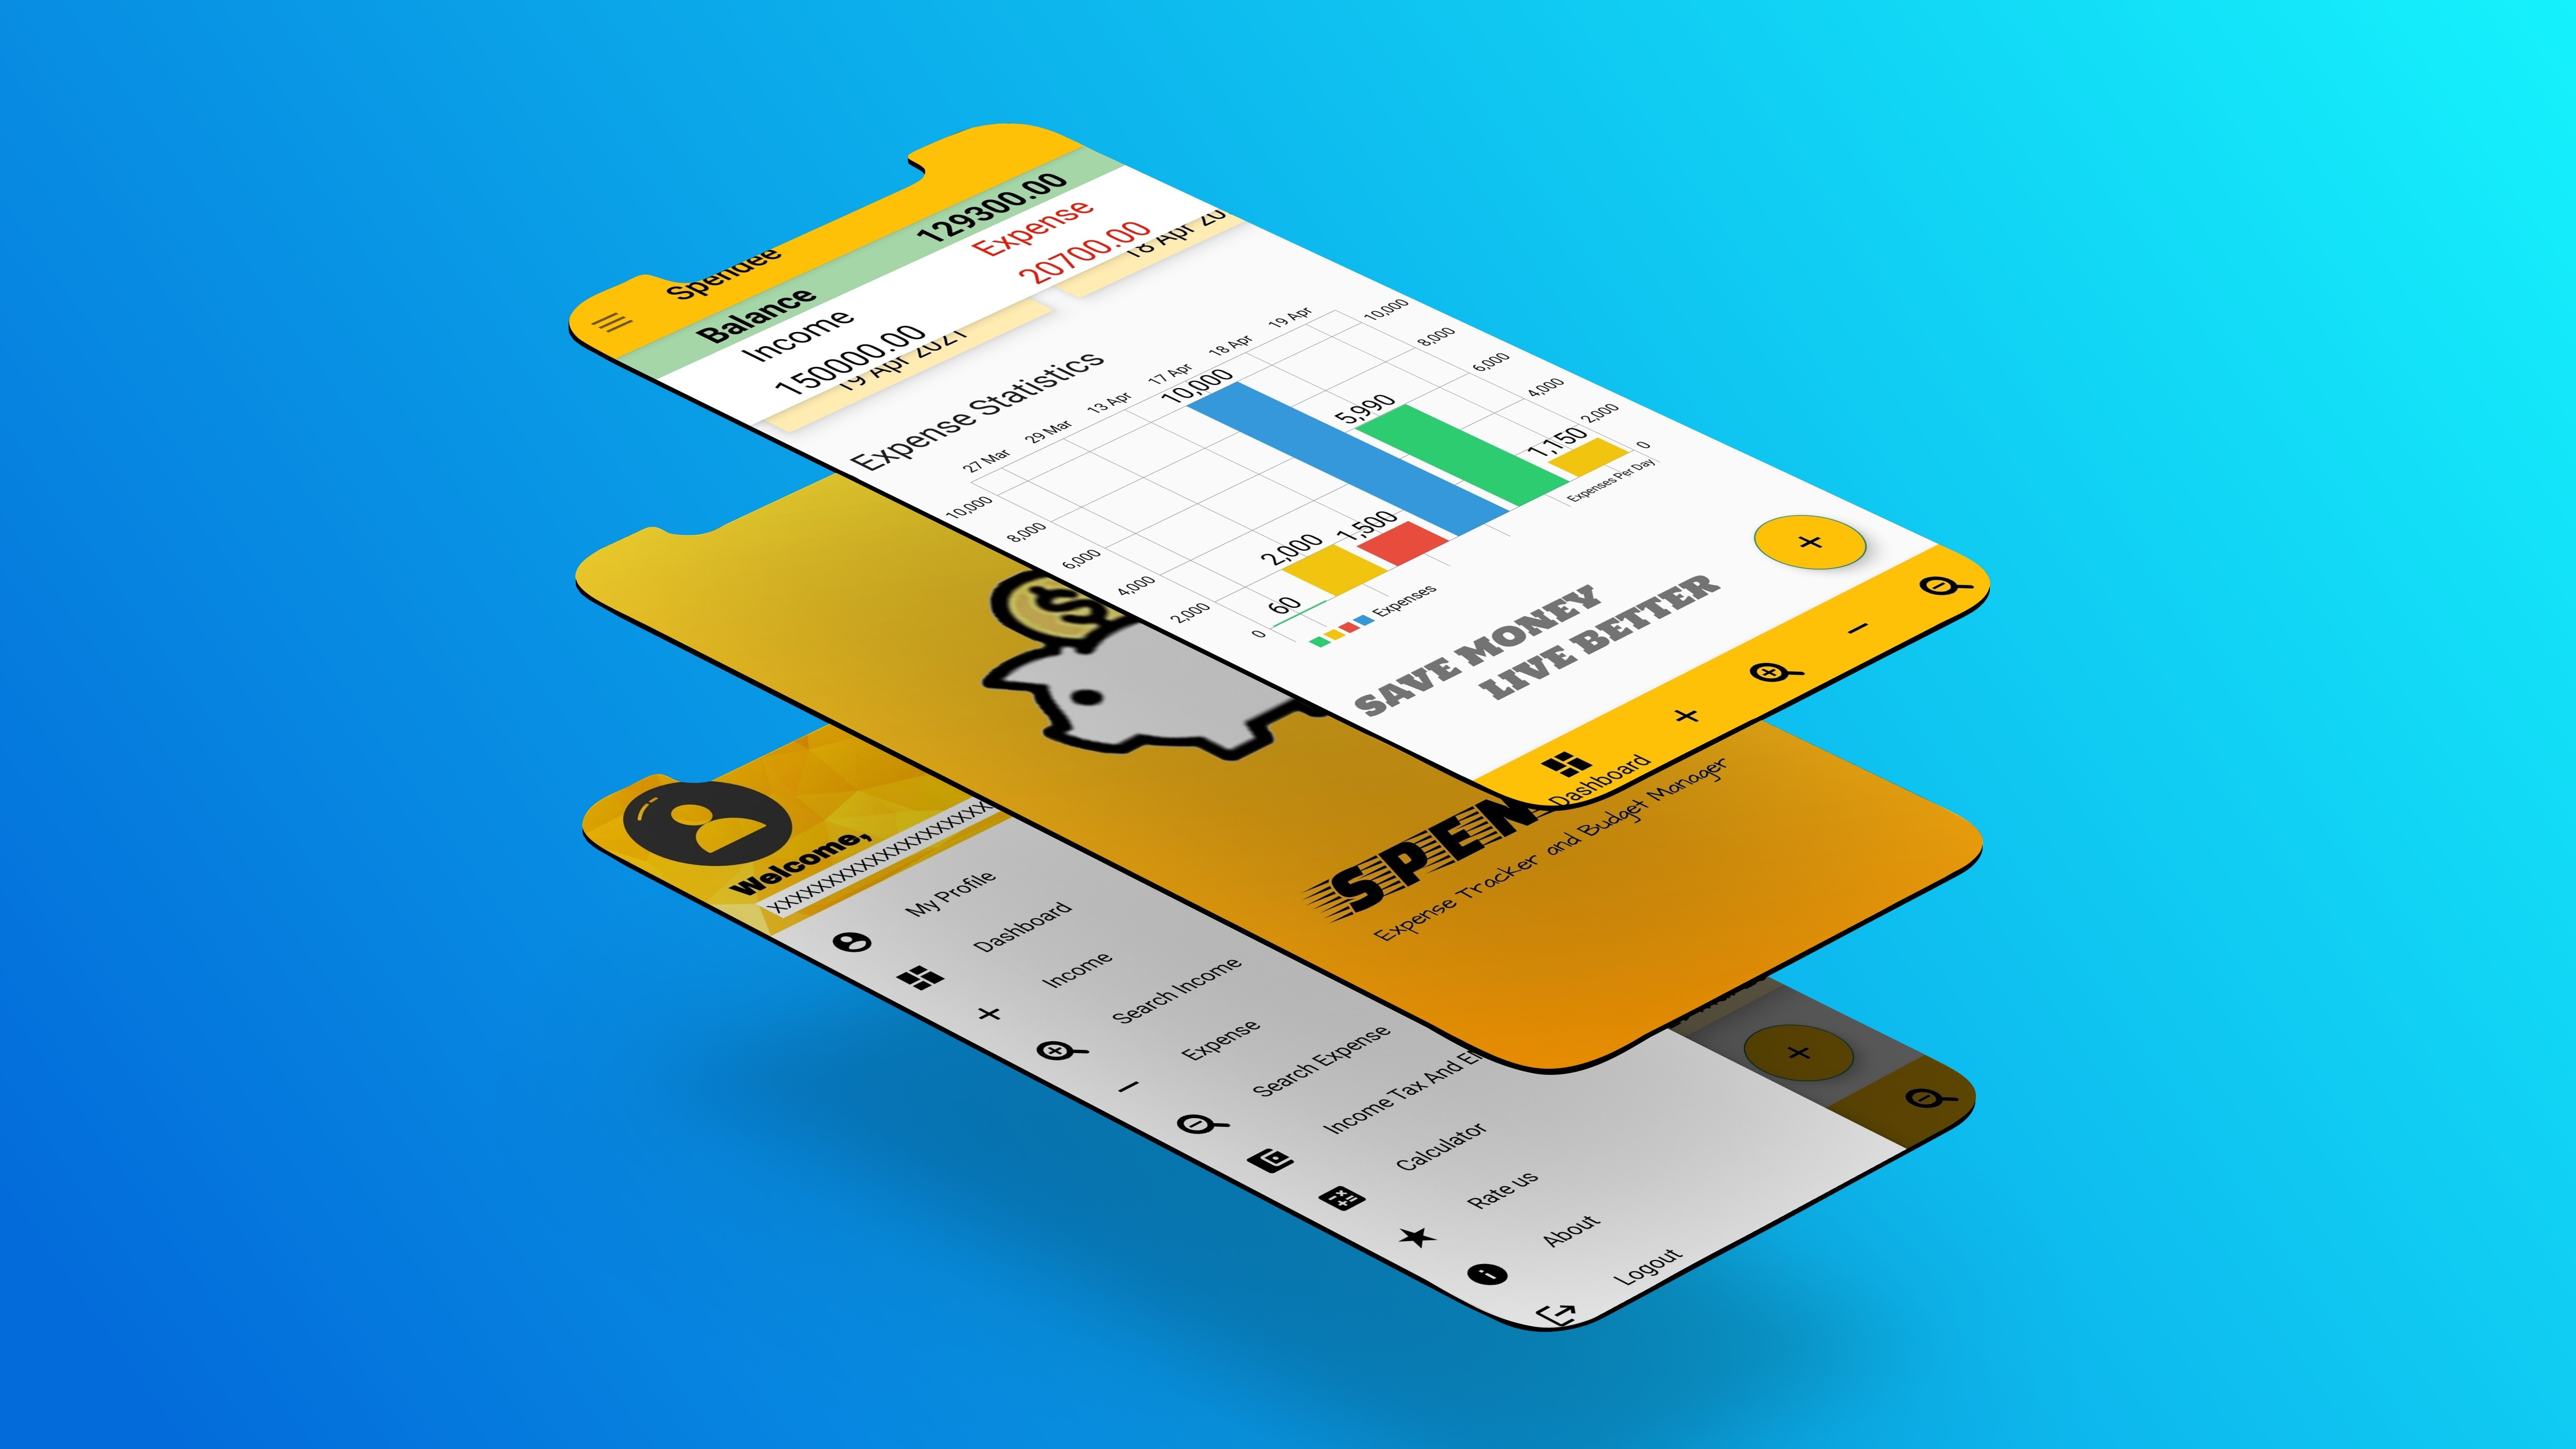 Spendee
Balance 129300.00
Income Expense
150000.00 20700.00
19 Apr 2021 18 Apr 20
Expense Statistics
27 Mar 29 Mar 13 Apr 17 Apr 18 Apr 19 Apr
10,000 10,000
8,000 8,000
6,000 6,000
4,000 4,000
2,000 2,000
0 0
60
2,000
1,500
10,000
5,990
1,150
Expenses
Expenses Per Day
SAVE MONEY
LIVE BETTER
Dashboard
SPEN
Expense Tracker and Budget Manager
Welcome,
XXXXXXXXXXXXXXXXXXXX
My Profile
Dashboard
Income
Search Income
Expense
Search Expense
Income Tax And
Calculator
Rate us
About
Logout